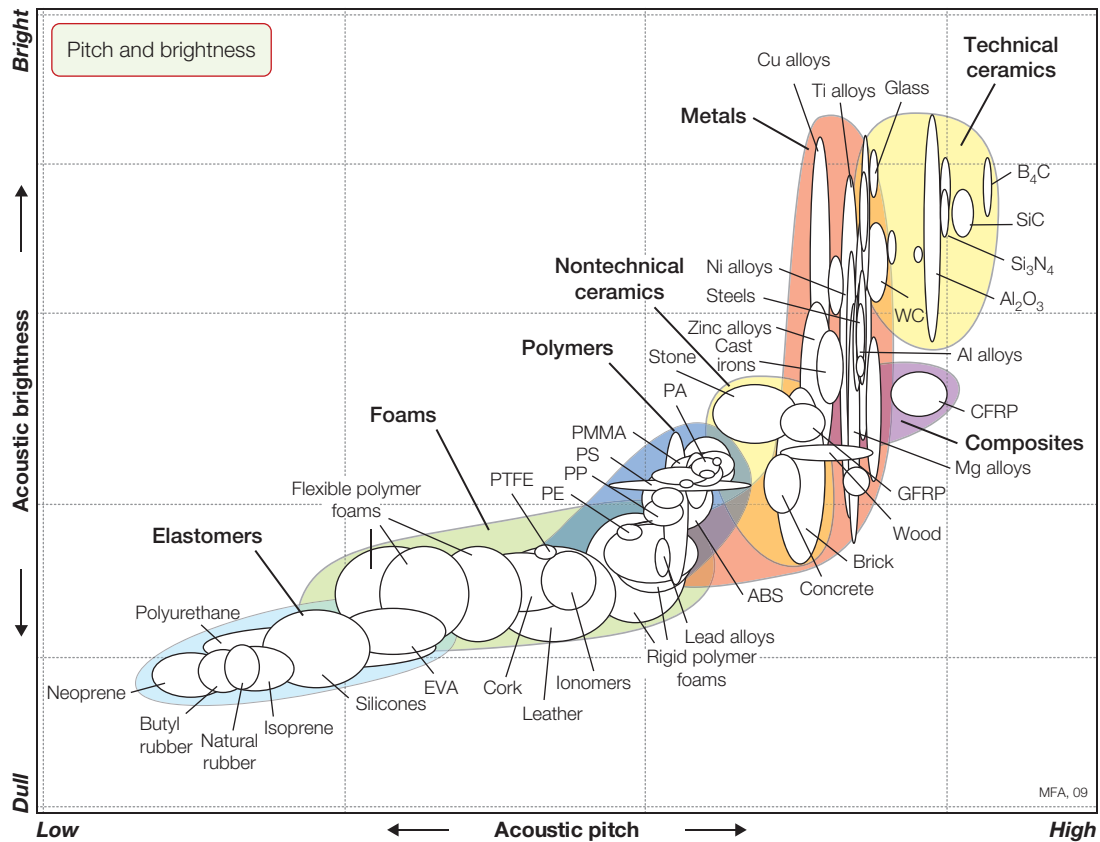 Bright
Pitch and brightness
Technical
ceramics
Cu alloys
Ti alloys
Glass
Metals
B₄C
SiC
Si₃N₄
Al₂O₃
Nontechnical
ceramics
Ni alloys
Steels
WC
Zinc alloys
Cast
irons
Al alloys
Polymers
Stone
PA
CFRP
Composites
Foams
PMMA
PS
PP
PTFE
PE
Mg alloys
GFRP
Wood
Flexible polymer
foams
Elastomers
Brick
Concrete
ABS
Polyurethane
Lead alloys
Rigid polymer
foams
Neoprene
Butyl
rubber
Natural
rubber
Isoprene
Silicones
EVA
Cork
Leather
Ionomers
Acoustic brightness
Dull
MFA, 09
Low
Acoustic pitch
High